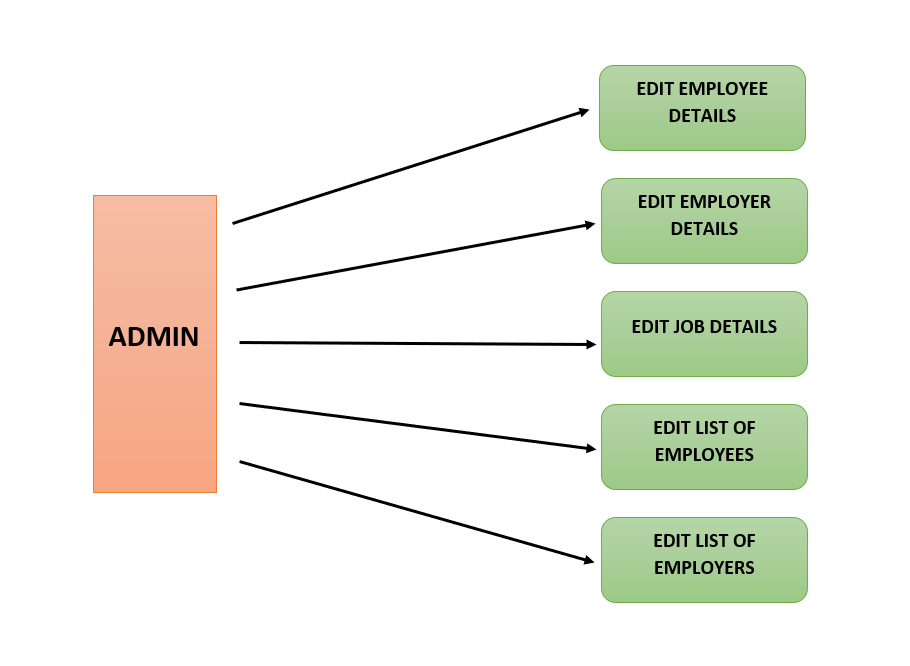 ADMIN
EDIT EMPLOYEE
DETAILS
EDIT EMPLOYER
DETAILS
EDIT JOB DETAILS
EDIT LIST OF
EMPLOYEES
EDIT LIST OF
EMPLOYERS